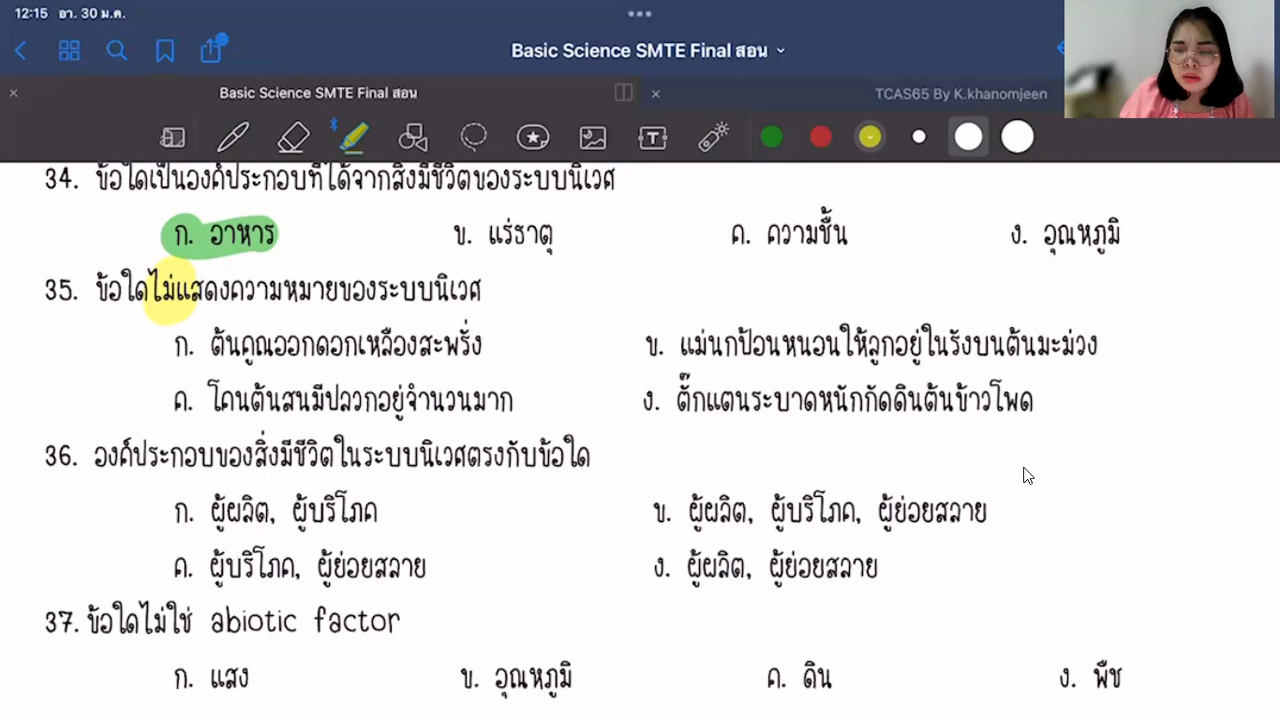 12:15 อา. 30 ม.ค.
Basic Science SMTE Final สอน
Basic Science SMTE Final สอน
TCAS65 By K.khanomjeen
34. ข้อใดเป็นองค์ประกอบที่ได้จากสิ่งมีชีวิตของระบบนิเวศ
ก. อาหาร ข. แร่ธาตุ ค. ความชื้น ง. อุณหภูมิ
35. ข้อใดไม่แสดงความหมายของระบบนิเวศ
ก. ต้นคูณออกดอกเหลืองสะพรั่ง ข. แม่นกป้อนหนอนให้ลูกอยู่ในรังบนต้นมะม่วง
ค. โคนต้นสนมีปลวกอยู่จำนวนมาก ง. ตั๊กแตนระบาดหนักกัดดินต้นข้าวโพด
36. องค์ประกอบของสิ่งมีชีวิตในระบบนิเวศตรงกับข้อใด
ก. ผู้ผลิต, ผู้บริโภค ข. ผู้ผลิต, ผู้บริโภค, ผู้ย่อยสลาย
ค. ผู้บริโภค, ผู้ย่อยสลาย ง. ผู้ผลิต, ผู้ย่อยสลาย
37. ข้อใดไม่ใช่ abiotic factor
ก. แสง ข. อุณหภูมิ ค. ดิน ง. พืช